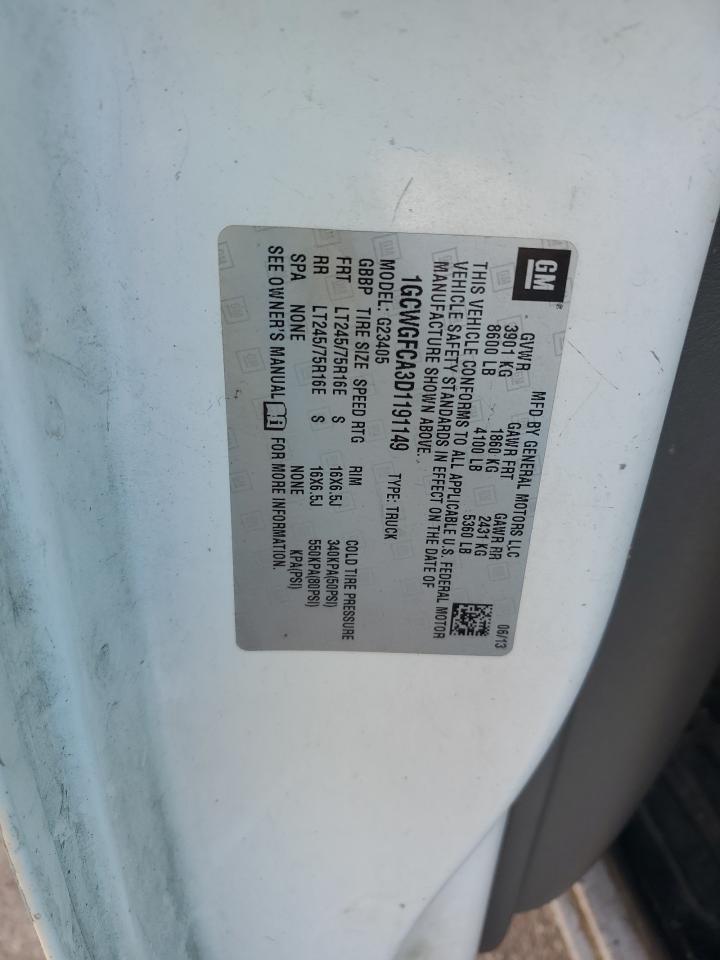 GM ®
MFD BY GENERAL MOTORS LLC 06/13
GVWR GAWR FRT GAWR RR
3901 KG 1860 KG 2431 KG
8600 LB 4100 LB 5360 LB
THIS VEHICLE CONFORMS TO ALL APPLICABLE U.S. FEDERAL MOTOR
VEHICLE SAFETY STANDARDS IN EFFECT ON THE DATE OF
MANUFACTURE SHOWN ABOVE.
1GCWGFCA3D1191149 TYPE: TRUCK
MODEL: G23405
GBBP TIRE SIZE SPEED RTG RIM COLD TIRE PRESSURE
FRT LT245/75R16E S 16X6.5J 340KPA(50PSI)
RR LT245/75R16E S 16X6.5J 550KPA(80PSI)
SPA NONE NONE KPA(PSI)
SEE OWNER'S MANUAL FOR MORE INFORMATION.